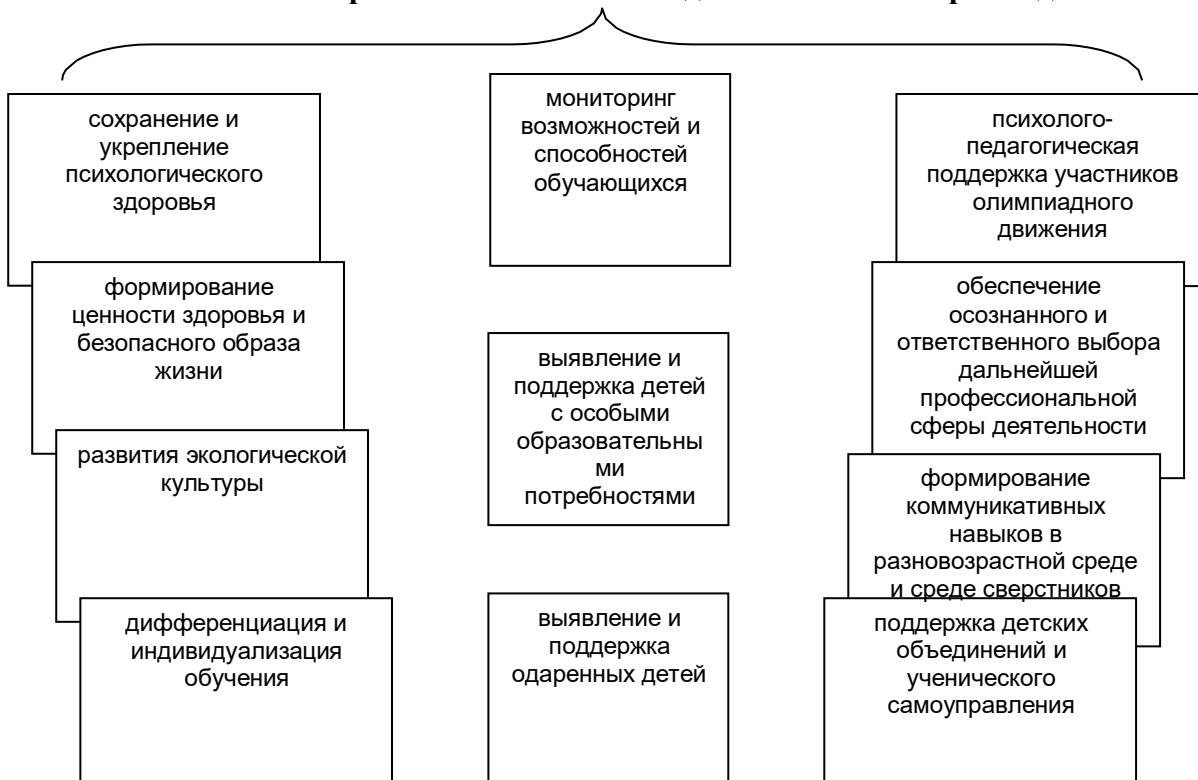 сохранение и
укрепление
психологического
здоровья
формирование
ценности здоровья и
безопасного образа
жизни
развития экологической
культуры
дифференциация и
индивидуализация
обучения
мониторинг
возможностей и
способностей
обучающихся
выявление и
поддержка детей
с особыми
образовательны
ми
потребностями
выявление и
поддержка
одаренных детей
психолого-
педагогическая
поддержка участников
олимпиадного
движения
обеспечение
осознанного и
ответственного выбора
дальнейшей
профессиональной
сферы деятельности
формирование
коммуникативных
навыков в
разновозрастной среде
и среде сверстников
поддержка детских
объединений и
ученического
самоуправления